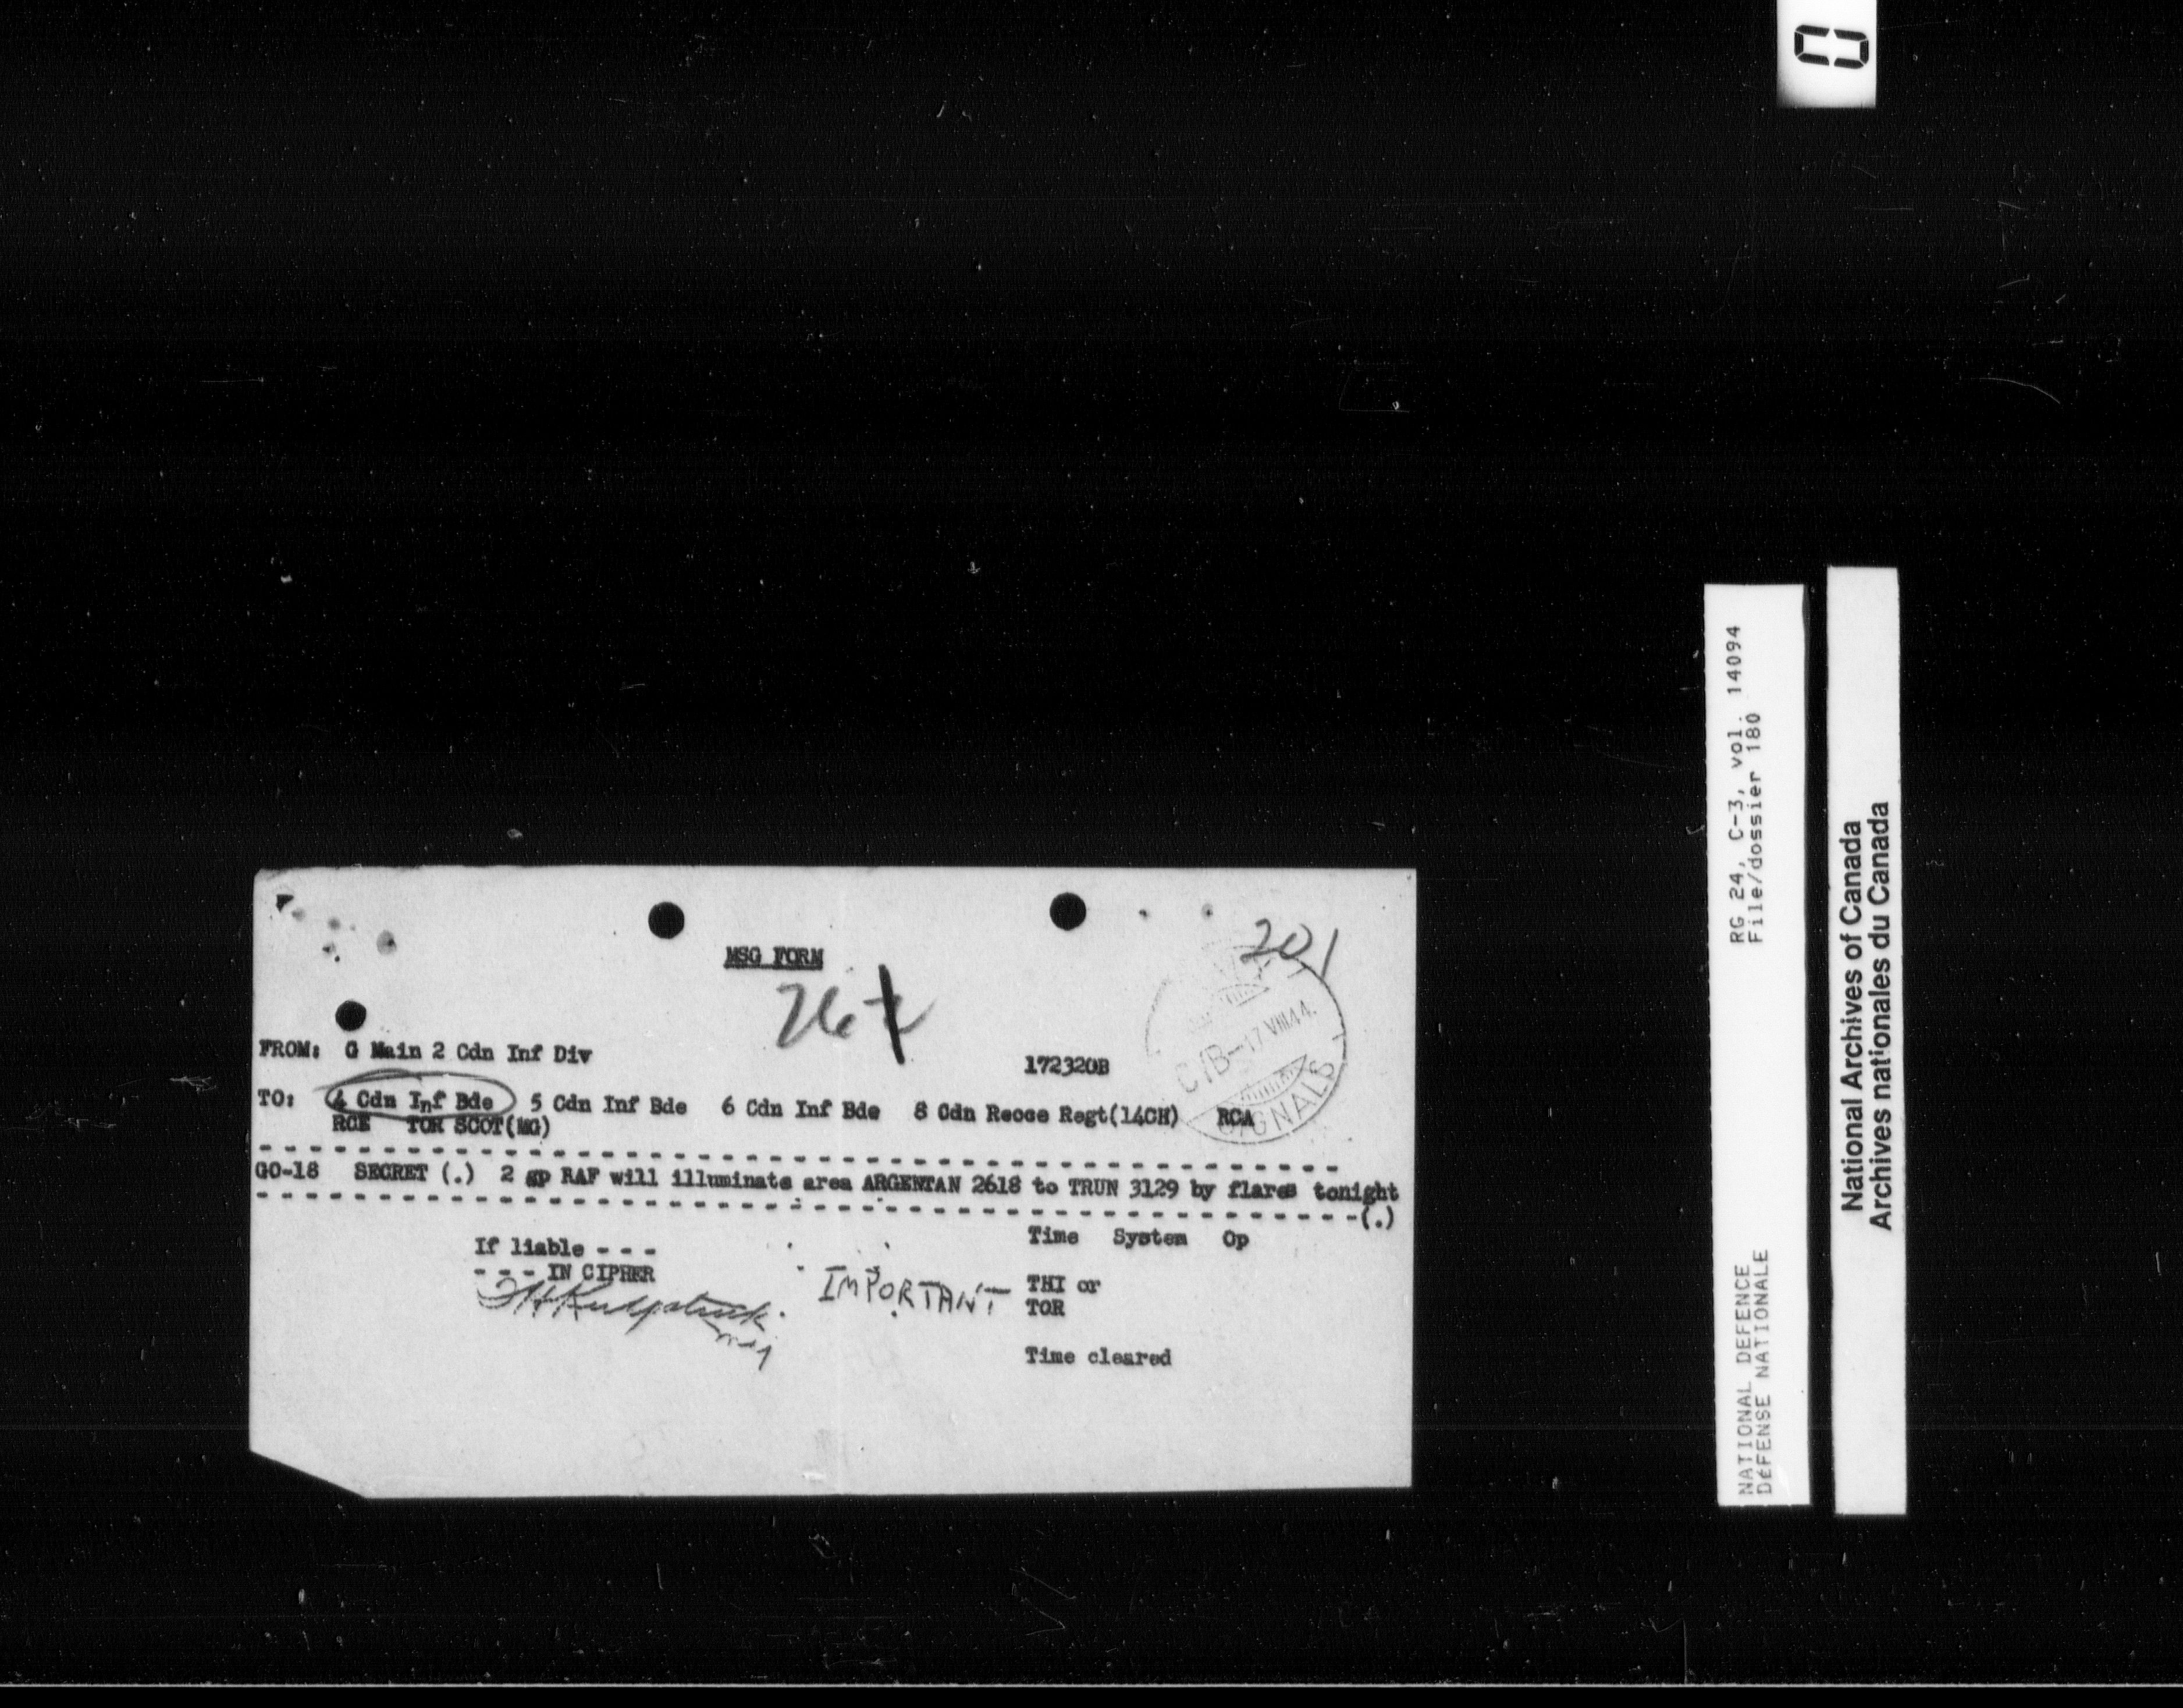 201
MSG FORM
FROM: G Main 2 Cdn Inf Div
172320B
C/B-17 VIII 44.
SIGNALS
TO: 4 Cdn Inf Bde 5 Cdn Inf Bde 6 Cdn Inf Bde 8 Cdn Recce Regt(14CH) RCA
RCE TOR SCOT(MG)
GO-18 SECRET (.) 2 gp RAF will illuminate area ARGENTAN 2618 to TRUN 3129 by flares tonight
(.)
If liable - - -
- - - IN CIPHER
IMPORTANT
Time System Op
THI or
TOR
Time cleared
RG 24, C-3, vol. 14094
File/dossier 180
NATIONAL DEFENCE
DÉFENSE NATIONALE
National Archives of Canada
Archives nationales du Canada